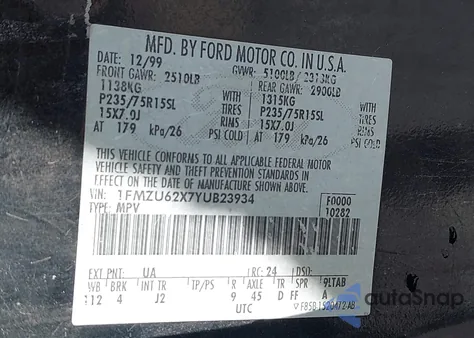 MFD. BY FORD MOTOR CO. IN U.S.A.
DATE: 12/99 GVWR: 5100LB/ 2313KG
FRONT GAWR: 2510LB REAR GAWR: 2900LB
1138KG WITH 1315KG WITH
P235/75R15SL TIRES P235/75R15SL TIRES
15X7.0J RIMS 15X7.0J RIMS
AT 179 kPa/26 PSI COLD AT 179 kPa/26 PSI COLD
THIS VEHICLE CONFORMS TO ALL APPLICABLE FEDERAL MOTOR
VEHICLE SAFETY AND THEFT PREVENTION STANDARDS IN
EFFECT ON THE DATE OF MANUFACTURE SHOWN ABOVE.
VIN: 1FMZU62X7YUB23934 F0000
TYPE: MPV 10282
EXT PNT: UA RC: 24 DSO:
WB BRK INT TR TP/PS R AXLE TR SPR 9LTAB
112 4 J2 9 45 D FF A
UTC
autoSnap